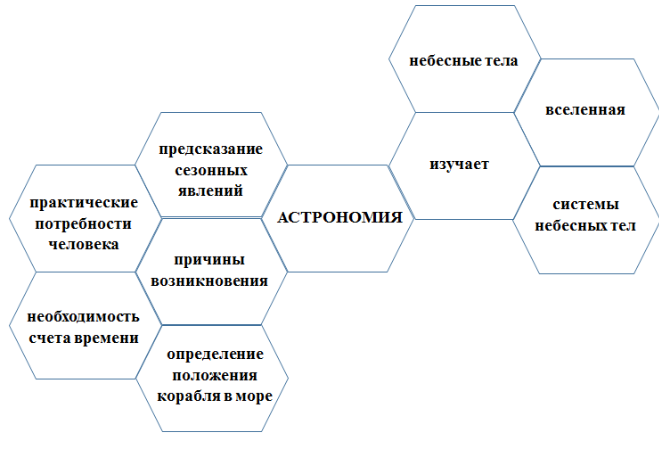 небесные тела
вселенная
изучает
системы
небесных тел
АСТРОНОМИЯ
предсказание
сезонных
явлений
практические
потребности
человека
причины
возникновения
необходимость
счета времени
определение
положения
корабля в море